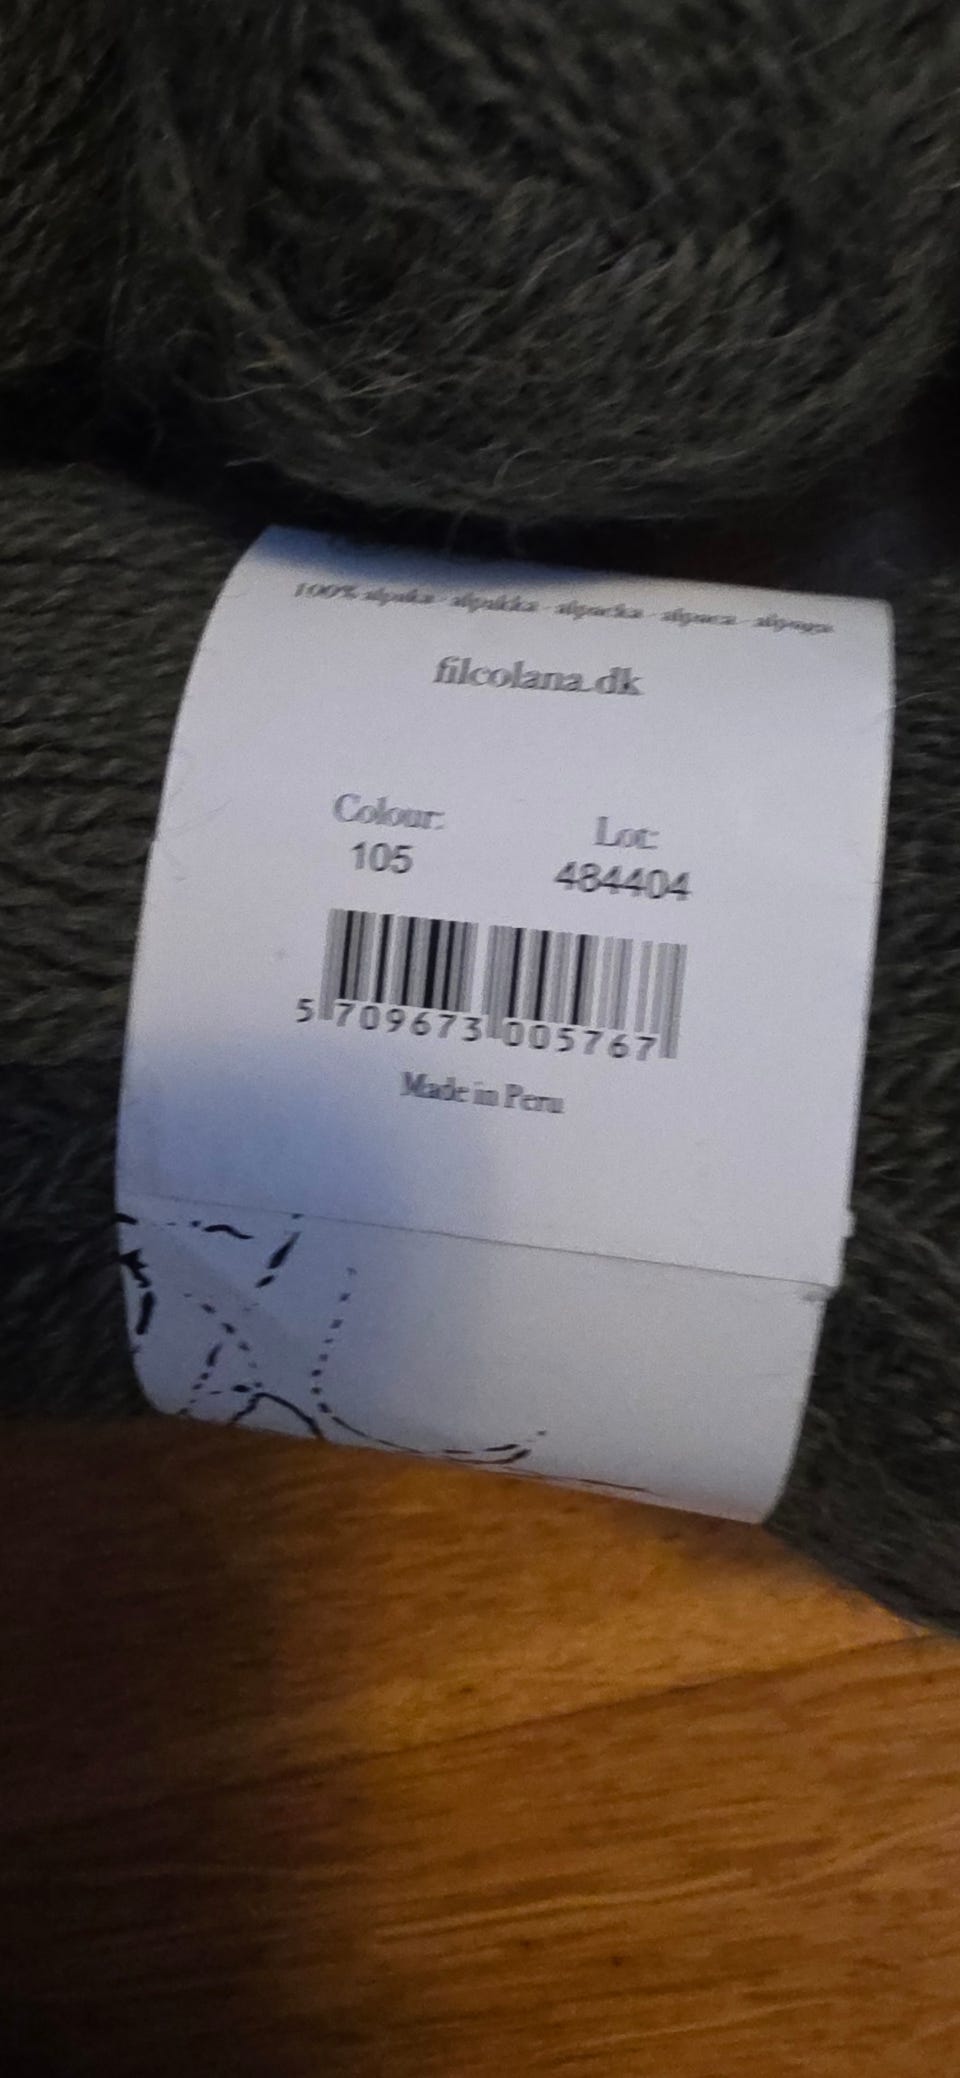 100% alpaka - alpakka - alpacka - alpaca - alpaga
filcolana.dk
Colour:
105
Lot:
484404
5 709673 005767
Made in Peru